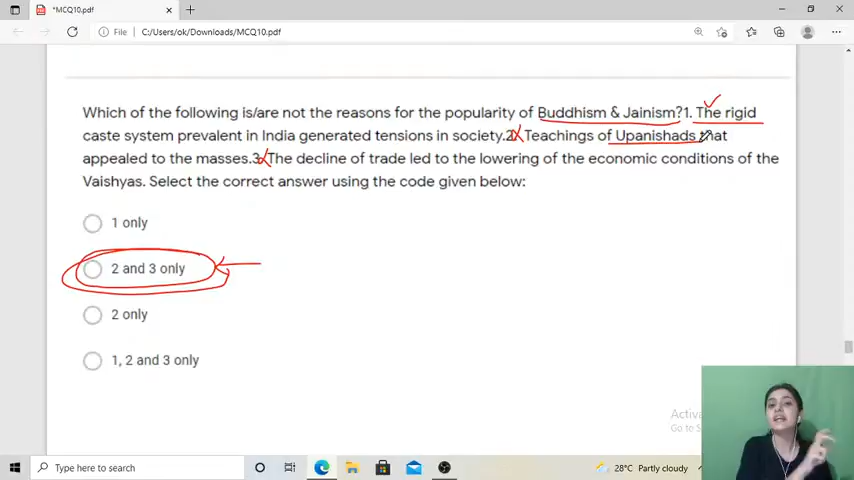 *MCQ10.pdf
File
C:/Users/ok/Downloads/MCQ10.pdf
Which of the following is/are not the reasons for the popularity of Buddhism & Jainism?1. The rigid
caste system prevalent in India generated tensions in society.2. Teachings of Upanishads that
appealed to the masses.3. The decline of trade led to the lowering of the economic conditions of the
Vaishyas. Select the correct answer using the code given below:
1 only
2 and 3 only
2 only
1, 2 and 3 only
Go to
Type here to search
28°C Partly cloudy